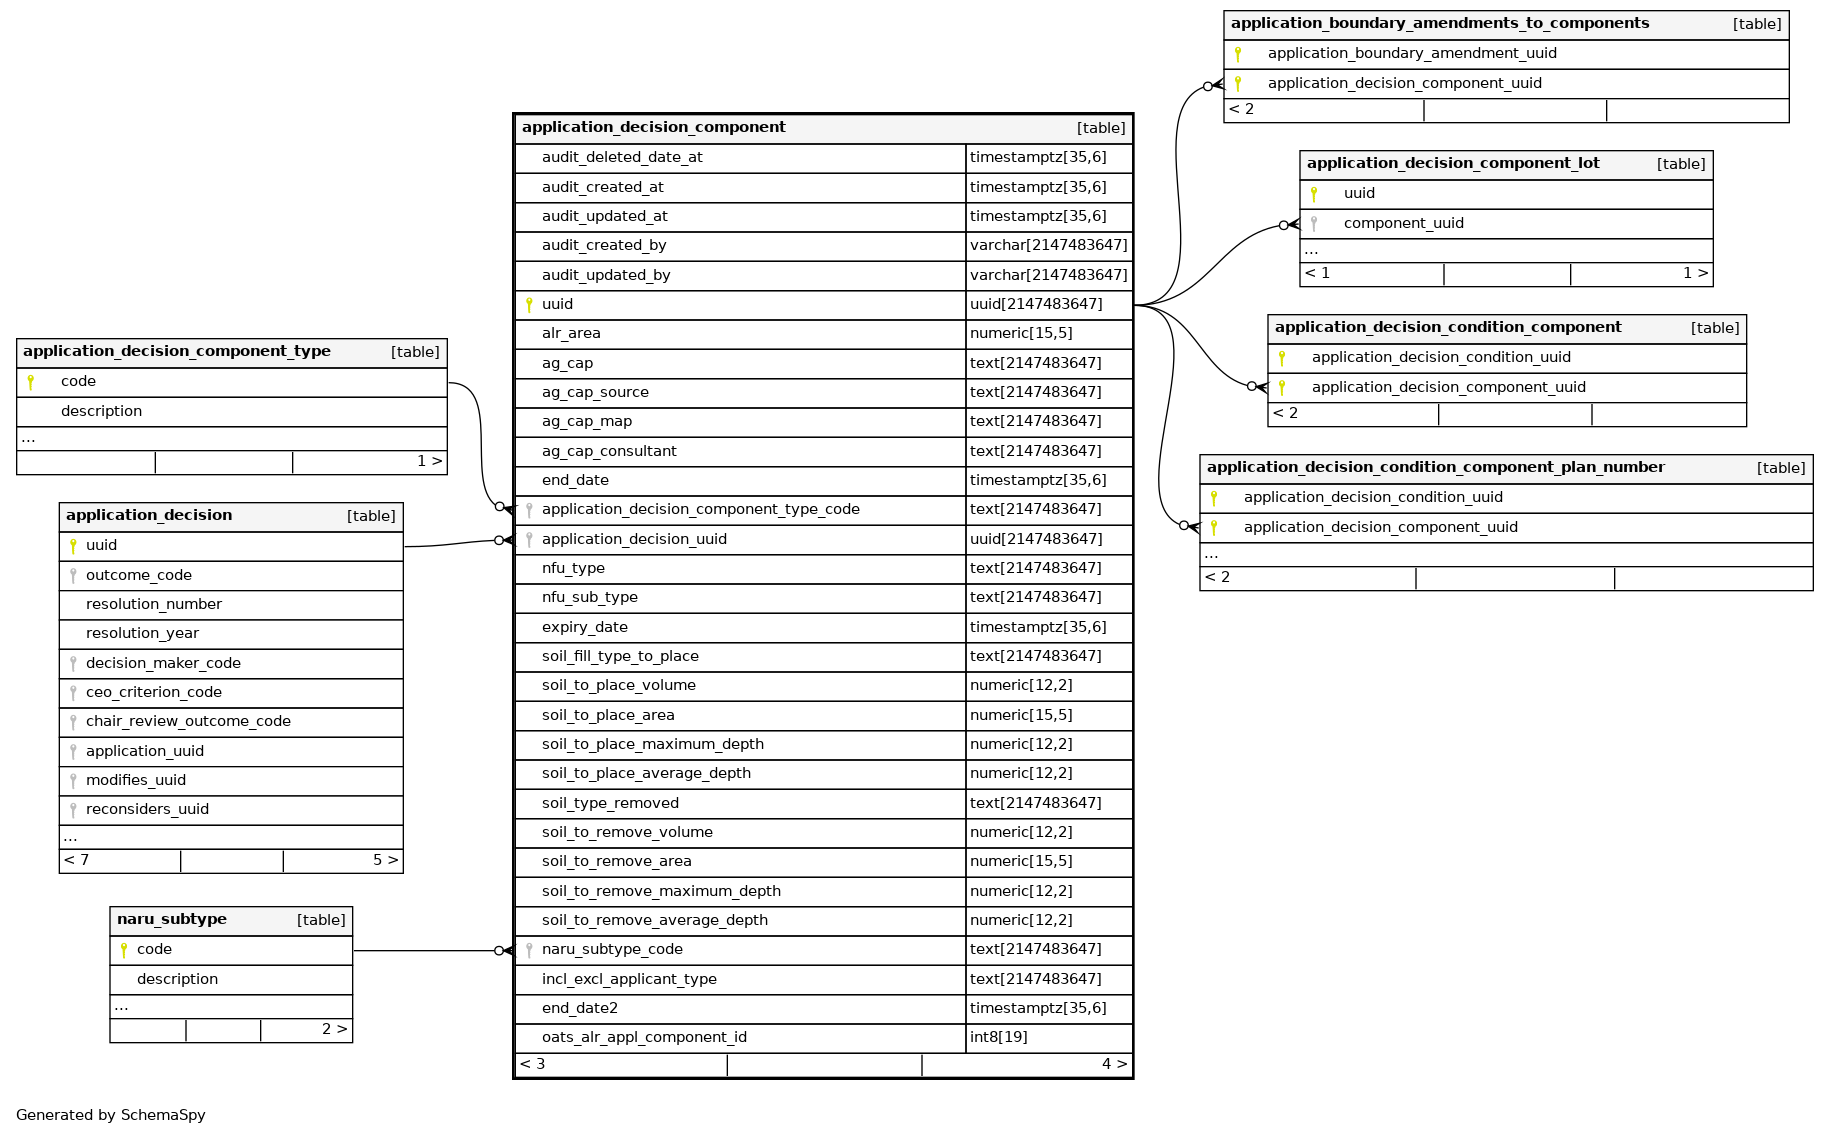 application_boundary_amendments_to_components [table]
application_boundary_amendment_uuid
application_decision_component_uuid
< 2
application_decision_component [table]
audit_deleted_date_at timestamptz[35,6]
audit_created_at timestamptz[35,6]
audit_updated_at timestamptz[35,6]
audit_created_by varchar[2147483647]
audit_updated_by varchar[2147483647]
uuid uuid[2147483647]
alr_area numeric[15,5]
ag_cap text[2147483647]
ag_cap_source text[2147483647]
ag_cap_map text[2147483647]
ag_cap_consultant text[2147483647]
end_date timestamptz[35,6]
application_decision_component_type_code text[2147483647]
application_decision_uuid uuid[2147483647]
nfu_type text[2147483647]
nfu_sub_type text[2147483647]
expiry_date timestamptz[35,6]
soil_fill_type_to_place text[2147483647]
soil_to_place_volume numeric[12,2]
soil_to_place_area numeric[15,5]
soil_to_place_maximum_depth numeric[12,2]
soil_to_place_average_depth numeric[12,2]
soil_type_removed text[2147483647]
soil_to_remove_volume numeric[12,2]
soil_to_remove_area numeric[15,5]
soil_to_remove_maximum_depth numeric[12,2]
soil_to_remove_average_depth numeric[12,2]
naru_subtype_code text[2147483647]
incl_excl_applicant_type text[2147483647]
end_date2 timestamptz[35,6]
oats_alr_appl_component_id int8[19]
< 3 4 >
application_decision_component_lot [table]
uuid
component_uuid
...
< 1 1 >
application_decision_condition_component [table]
application_decision_condition_uuid
application_decision_component_uuid
< 2
application_decision_condition_component_plan_number [table]
application_decision_condition_uuid
application_decision_component_uuid
...
< 2
application_decision_component_type [table]
code
description
...
1 >
application_decision [table]
uuid
outcome_code
resolution_number
resolution_year
decision_maker_code
ceo_criterion_code
chair_review_outcome_code
application_uuid
modifies_uuid
reconsiders_uuid
...
< 7 5 >
naru_subtype [table]
code
description
...
2 >
Generated by SchemaSpy